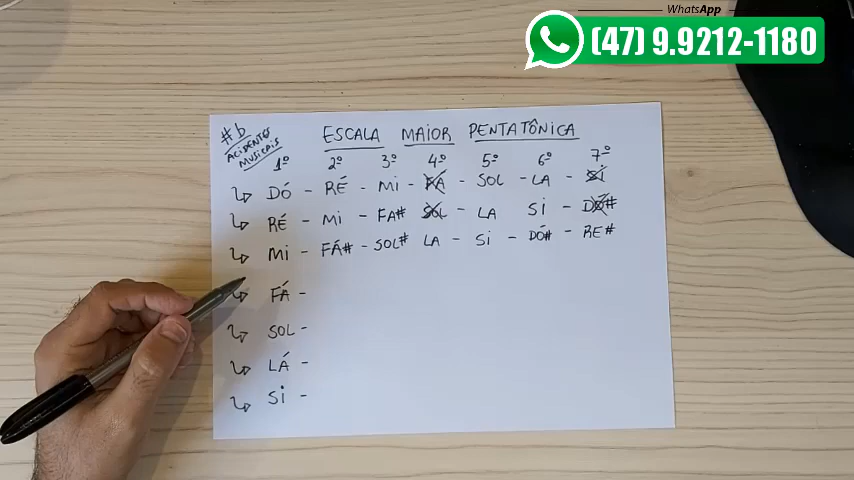 WhatsApp
(47) 9.9212-1180
#b
ACIDENTES
MUSICAIS
ESCALA MAIOR PENTATÔNICA
1º 2º 3º 4º 5º 6º 7º
DÓ - RÉ - Mi - FÁ - SOL - LA - SÍ
RÉ - Mi - FA# SOL - LA Si - DÓ#
Mi - FÁ# - SOL# LA - Si - DÓ# - RE#
FÁ -
SOL -
LÁ -
Si -